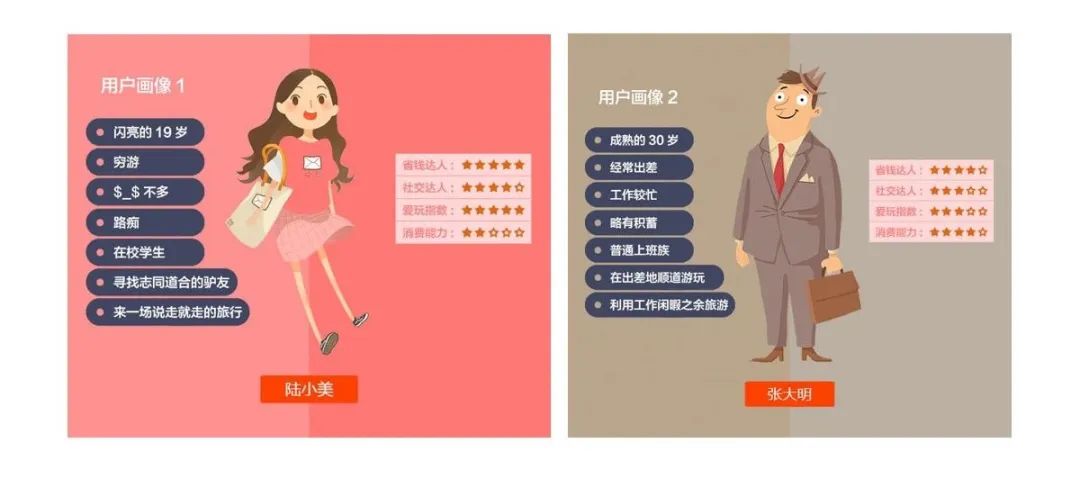 用户画像 1
闪亮的 19 岁
穷游
$_$ 不多
路痴
在校学生
寻找志同道合的驴友
来一场说走就走的旅行
省钱达人：★★★★★
社交达人：★★★★☆
爱玩指数：★★★★★
消费能力：★★☆☆☆
陆小美
用户画像 2
成熟的 30 岁
经常出差
工作较忙
略有积蓄
普通上班族
在出差地顺道游玩
利用工作闲暇之余旅游
省钱达人：★★★★☆
社交达人：★★★☆☆
爱玩指数：★★★☆☆
消费能力：★★★★☆
张大明